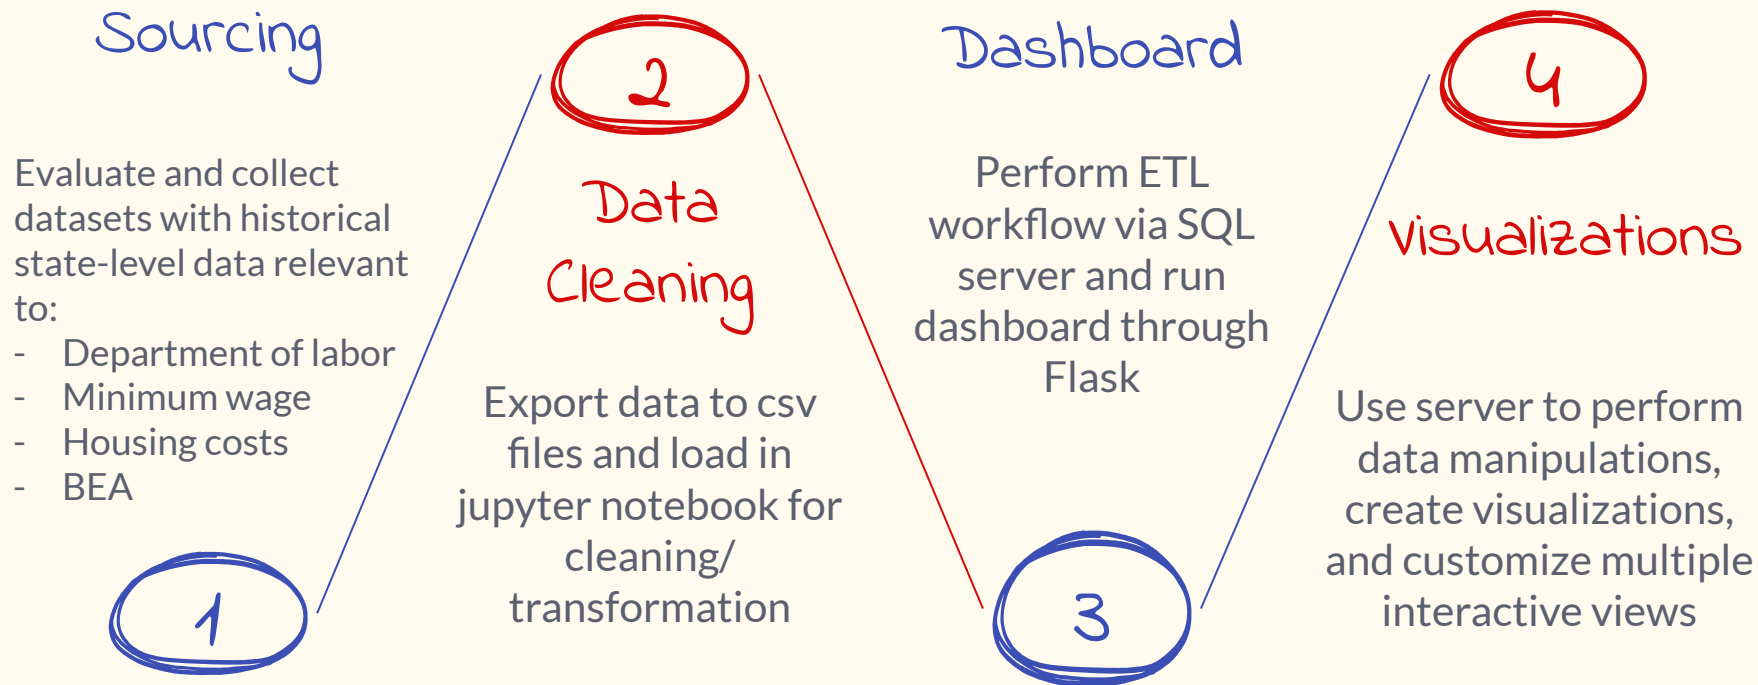 Sourcing
Evaluate and collect
datasets with historical
state-level data relevant
to:
- Department of labor
- Minimum wage
- Housing costs
- BEA
1
2
Data
Cleaning
Export data to csv
files and load in
jupyter notebook for
cleaning/
transformation
Dashboard
Perform ETL
workflow via SQL
server and run
dashboard through
Flask
3
4
Visualizations
Use server to perform
data manipulations,
create visualizations,
and customize multiple
interactive views